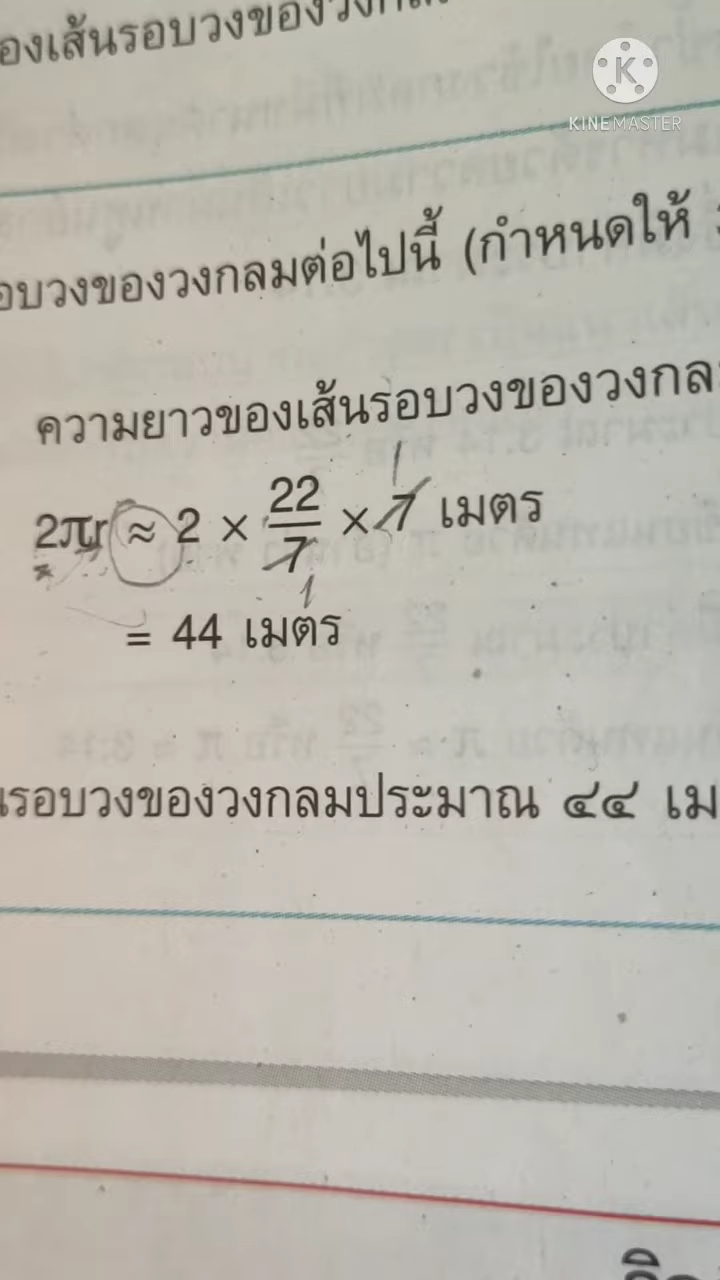 องเส้นรอบวงของวงกลม
K
KINEMASTER
อบวงของวงกลมต่อไปนี้ (กำหนดให้
ความยาวของเส้นรอบวงของวงกล
1
2πr ≈ 2 × 22/7 × 7 เมตร
1
= 44 เมตร
นรอบวงของวงกลมประมาณ ๔๔ เม